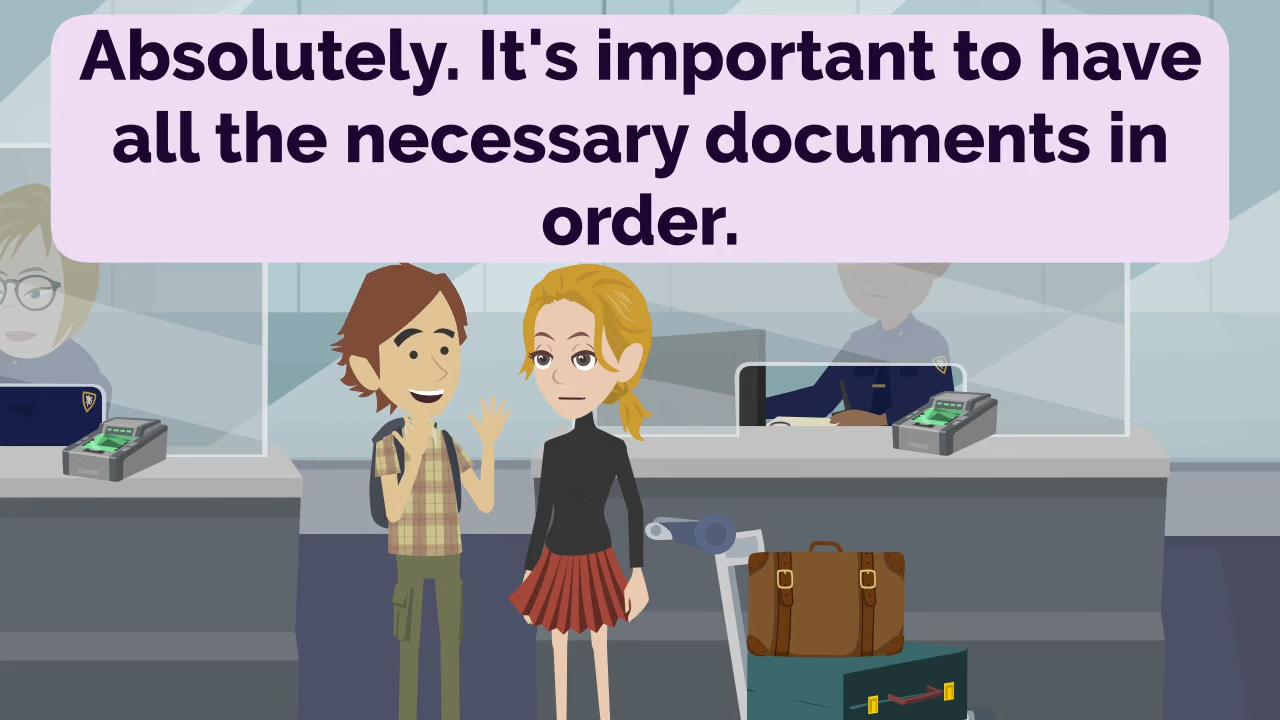 Absolutely. It's important to have
all the necessary documents in
order.